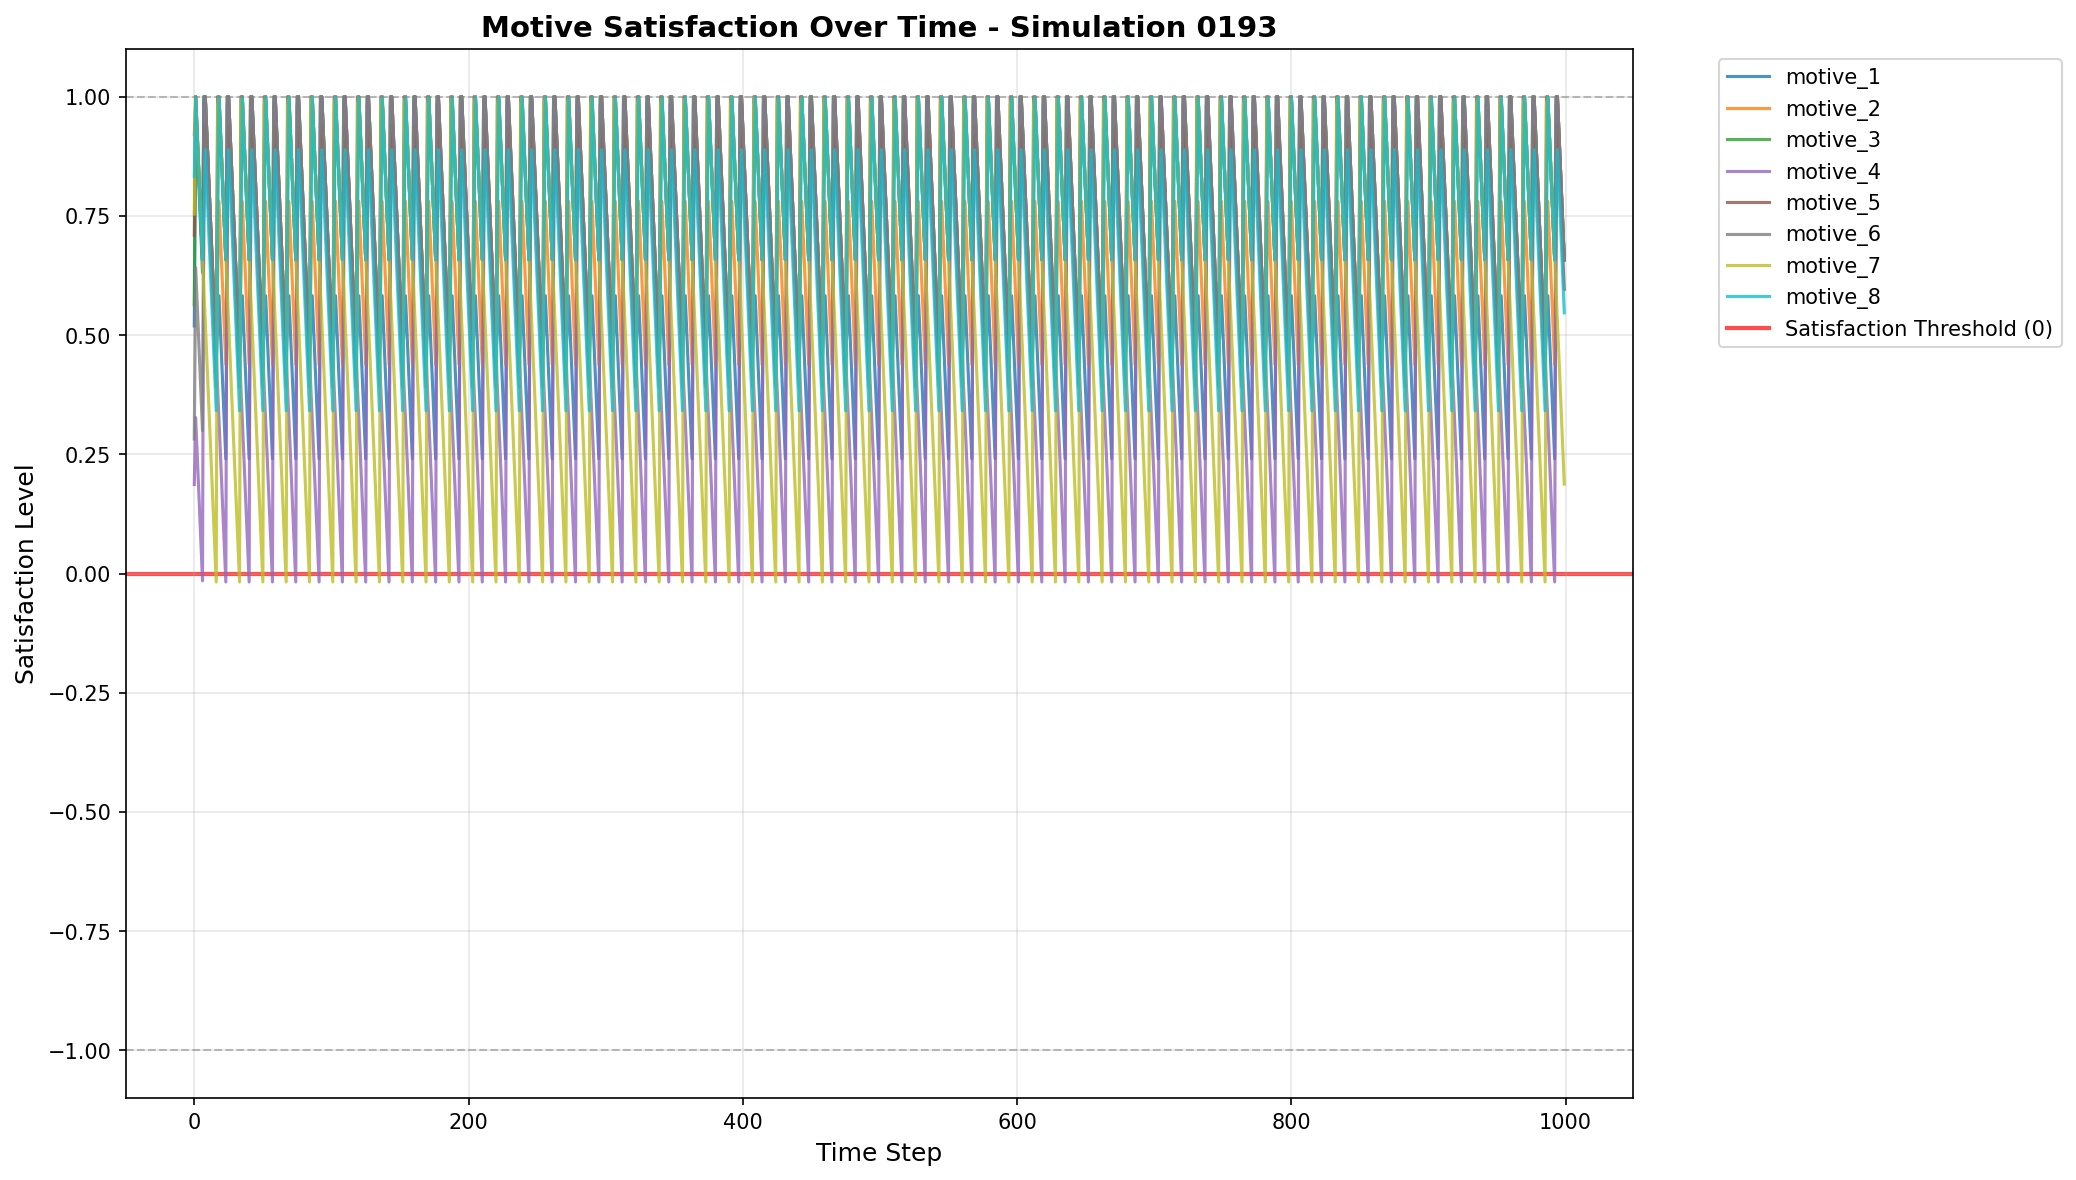 Motive Satisfaction Over Time - Simulation 0193
Satisfaction Level
1.00
0.75
0.50
0.25
0.00
−0.25
−0.50
−0.75
−1.00
0
200
400
600
800
1000
Time Step
motive_1
motive_2
motive_3
motive_4
motive_5
motive_6
motive_7
motive_8
Satisfaction Threshold (0)